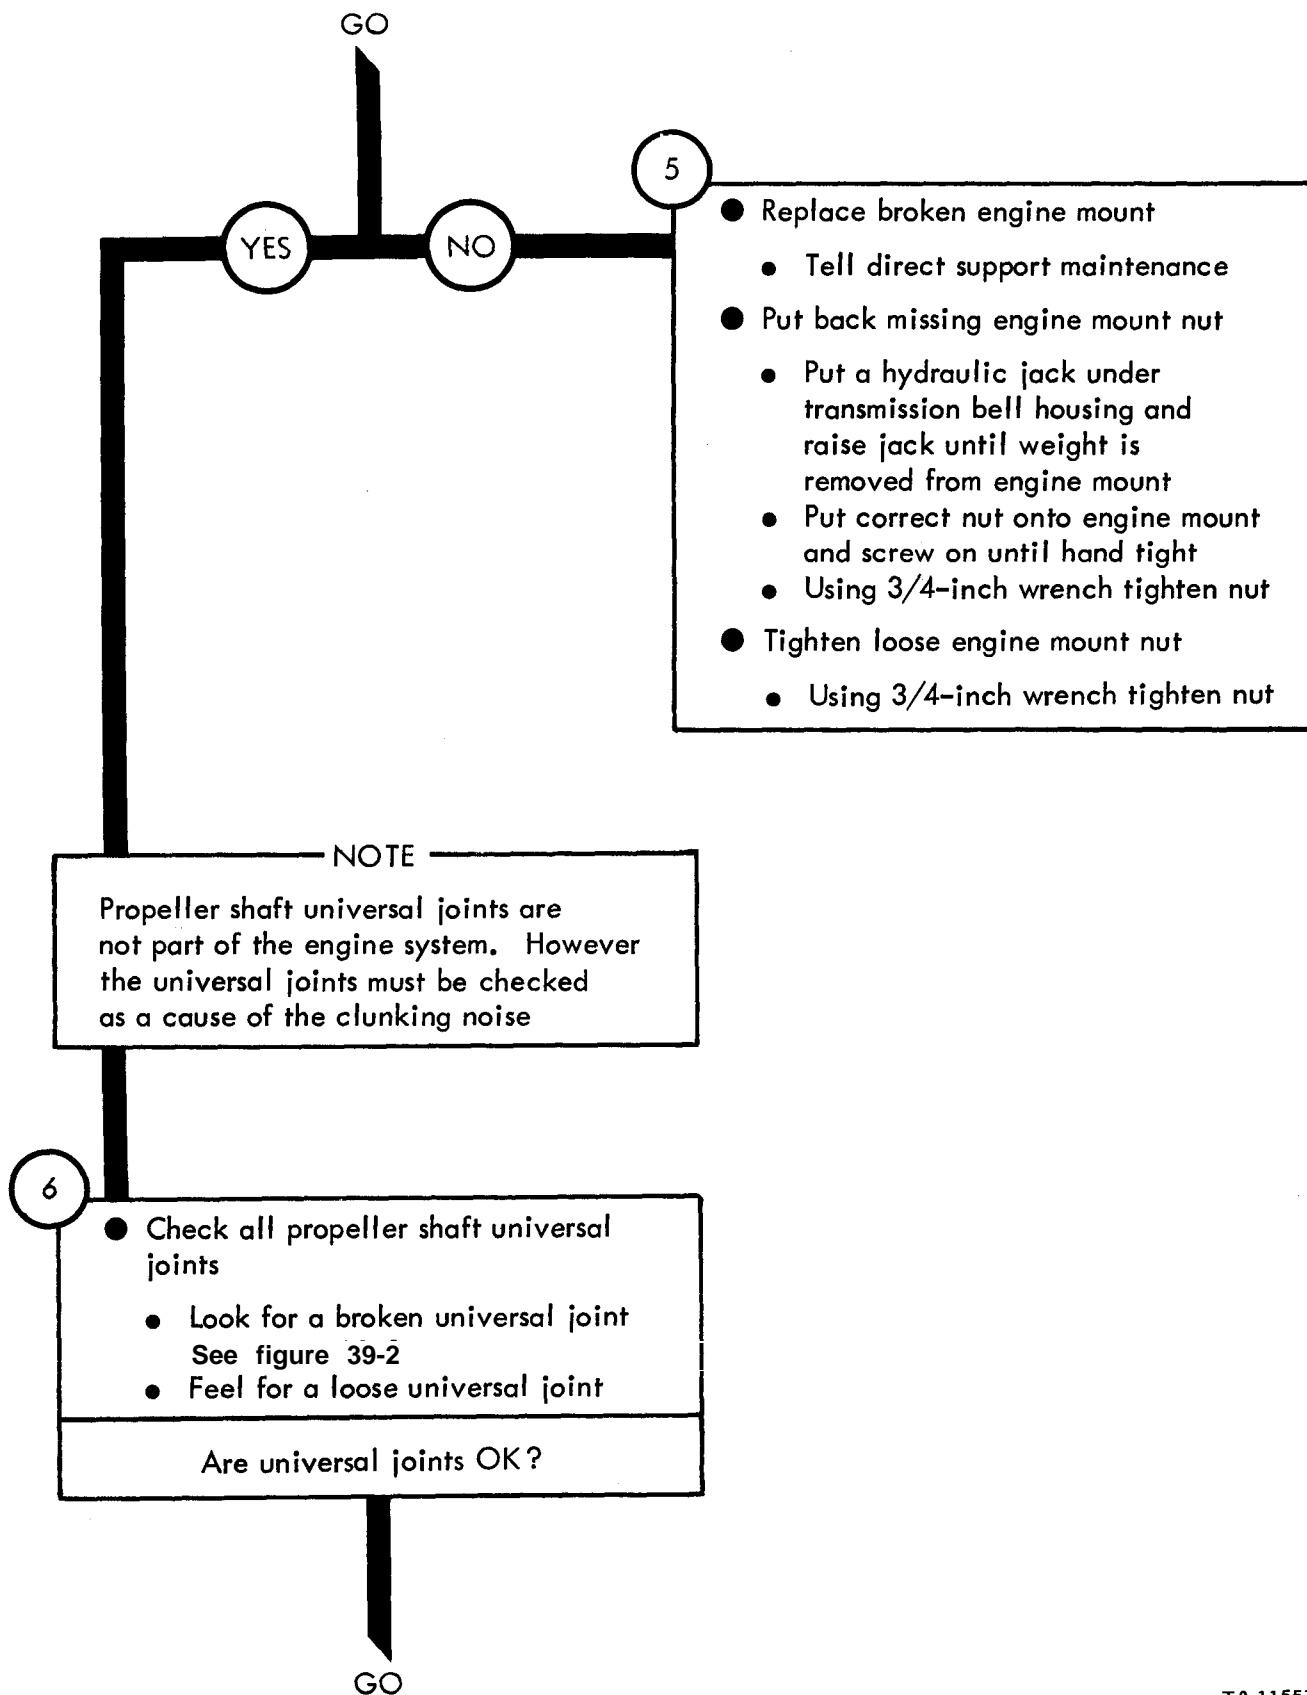 GO
YES
NO
5
● Replace broken engine mount
● Tell direct support maintenance
● Put back missing engine mount nut
● Put a hydraulic jack under
transmission bell housing and
raise jack until weight is
removed from engine mount
● Put correct nut onto engine mount
and screw on until hand tight
● Using 3/4-inch wrench tighten nut
● Tighten loose engine mount nut
● Using 3/4-inch wrench tighten nut
NOTE
Propeller shaft universal joints are
not part of the engine system. However
the universal joints must be checked
as a cause of the clunking noise
6
● Check all propeller shaft universal
joints
● Look for a broken universal joint
See figure 39-2
● Feel for a loose universal joint
Are universal joints OK?
GO